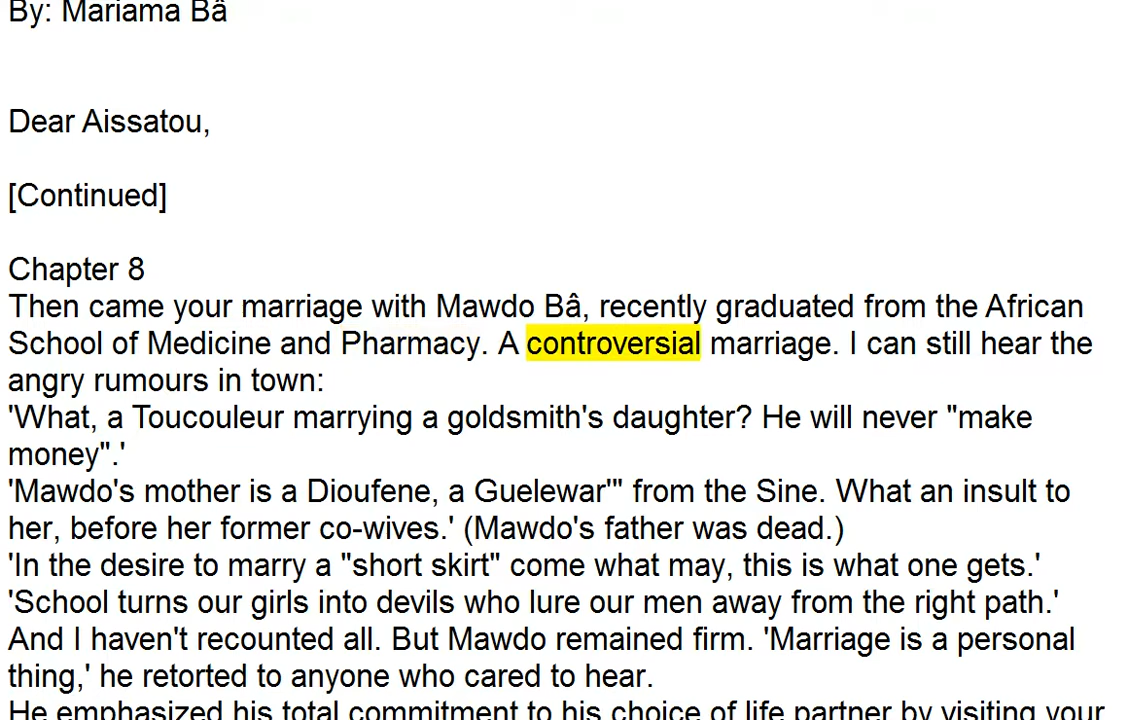 By: Mariama Bâ
Dear Aissatou,
[Continued]
Chapter 8
Then came your marriage with Mawdo Bâ, recently graduated from the African
School of Medicine and Pharmacy. A controversial marriage. I can still hear the
angry rumours in town:
'What, a Toucouleur marrying a goldsmith's daughter? He will never "make
money".'
'Mawdo's mother is a Dioufene, a Guelewar'" from the Sine. What an insult to
her, before her former co-wives.' (Mawdo's father was dead.)
'In the desire to marry a "short skirt" come what may, this is what one gets.'
'School turns our girls into devils who lure our men away from the right path.'
And I haven't recounted all. But Mawdo remained firm. 'Marriage is a personal
thing,' he retorted to anyone who cared to hear.
He emphasized his total commitment to his choice of life partner by visiting your